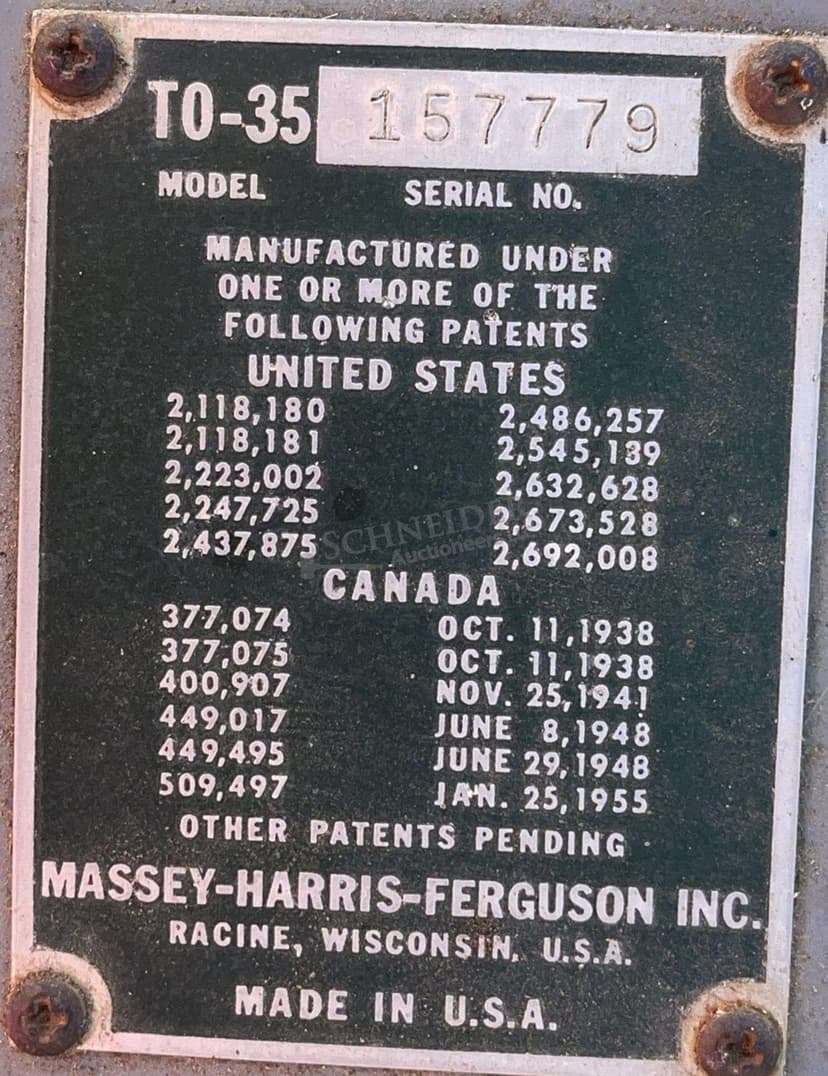 TO-35 157779
MODEL SERIAL NO.
MANUFACTURED UNDER
ONE OR MORE OF THE
FOLLOWING PATENTS
UNITED STATES
2,118,180 2,486,257
2,118,181 2,545,139
2,223,002 2,632,628
2,247,725 2,673,528
2,437,875 2,692,008
SCHNEIDER
Auctioneers
CANADA
377,074 OCT. 11,1938
377,075 OCT. 11,1938
400,907 NOV. 25,1941
449,017 JUNE 8,1948
449,495 JUNE 29,1948
509,497 JAN. 25,1955
OTHER PATENTS PENDING
MASSEY-HARRIS-FERGUSON INC.
RACINE, WISCONSIN, U.S.A.
MADE IN U.S.A.